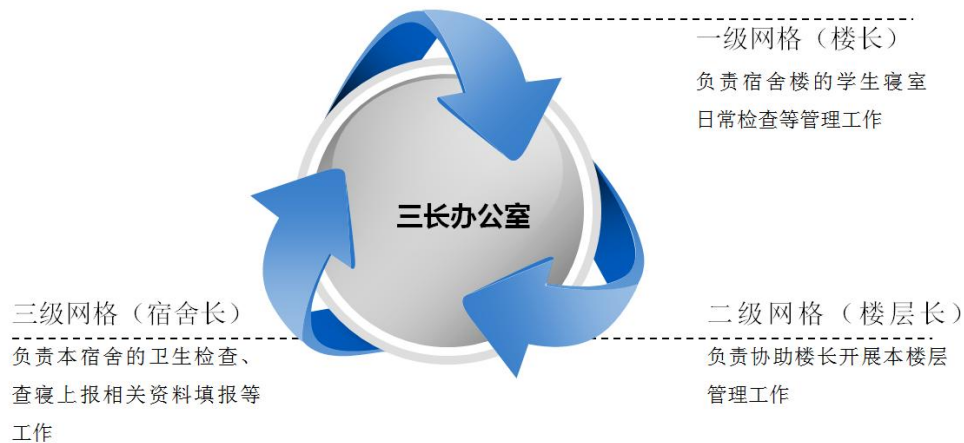 一级网格（楼长）
负责宿舍楼的学生寝室
日常检查等管理工作
三长办公室
三级网格（宿舍长）
负责本宿舍的卫生检查、
查寝上报相关资料填报等
工作
二级网格（楼层长）
负责协助楼长开展本楼层
管理工作